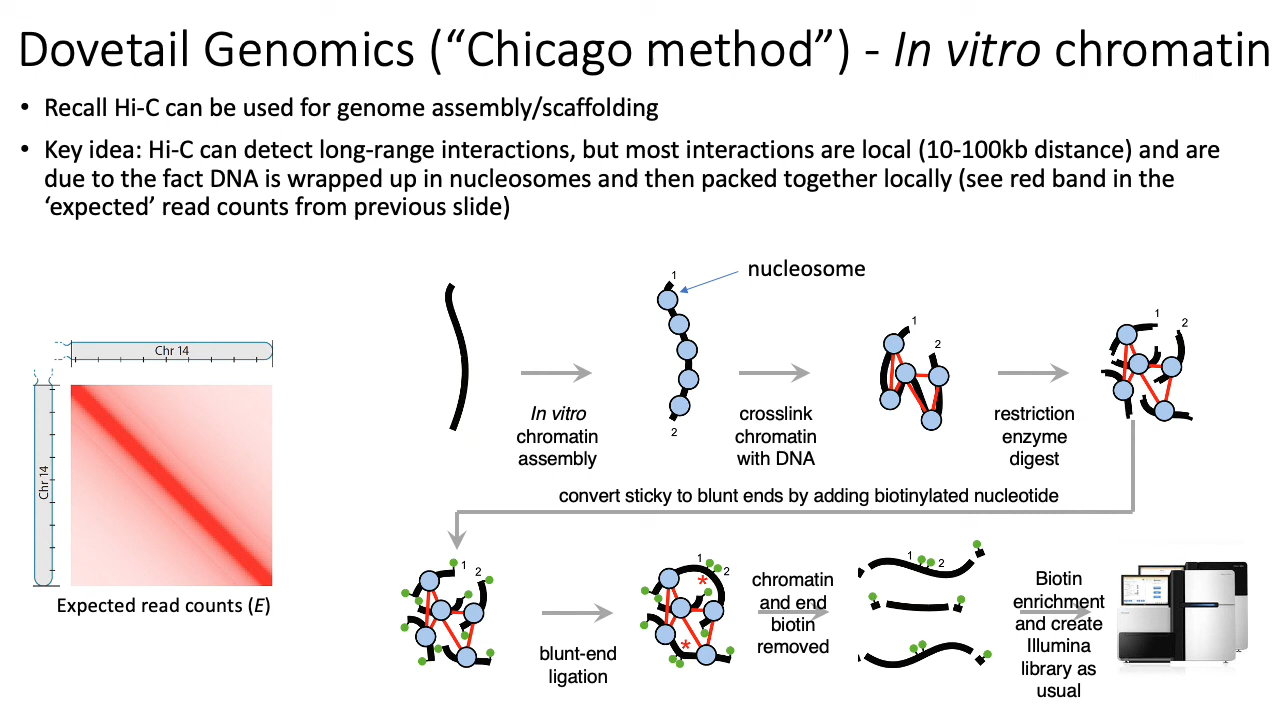 Dovetail Genomics (“Chicago method”) - In vitro chromatin
• Recall Hi-C can be used for genome assembly/scaffolding
• Key idea: Hi-C can detect long-range interactions, but most interactions are local (10-100kb distance) and are
due to the fact DNA is wrapped up in nucleosomes and then packed together locally (see red band in the
‘expected’ read counts from previous slide)
nucleosome
1
2
In vitro
chromatin
assembly
crosslink
chromatin
with DNA
1
2
restriction
enzyme
digest
1
2
Chr 14
Chr 14
Expected read counts (E)
convert sticky to blunt ends by adding biotinylated nucleotide
1
2
blunt-end
ligation
1
2
*
*
chromatin
and end
biotin
removed
1
2
Biotin
enrichment
and create
Illumina
library as
usual